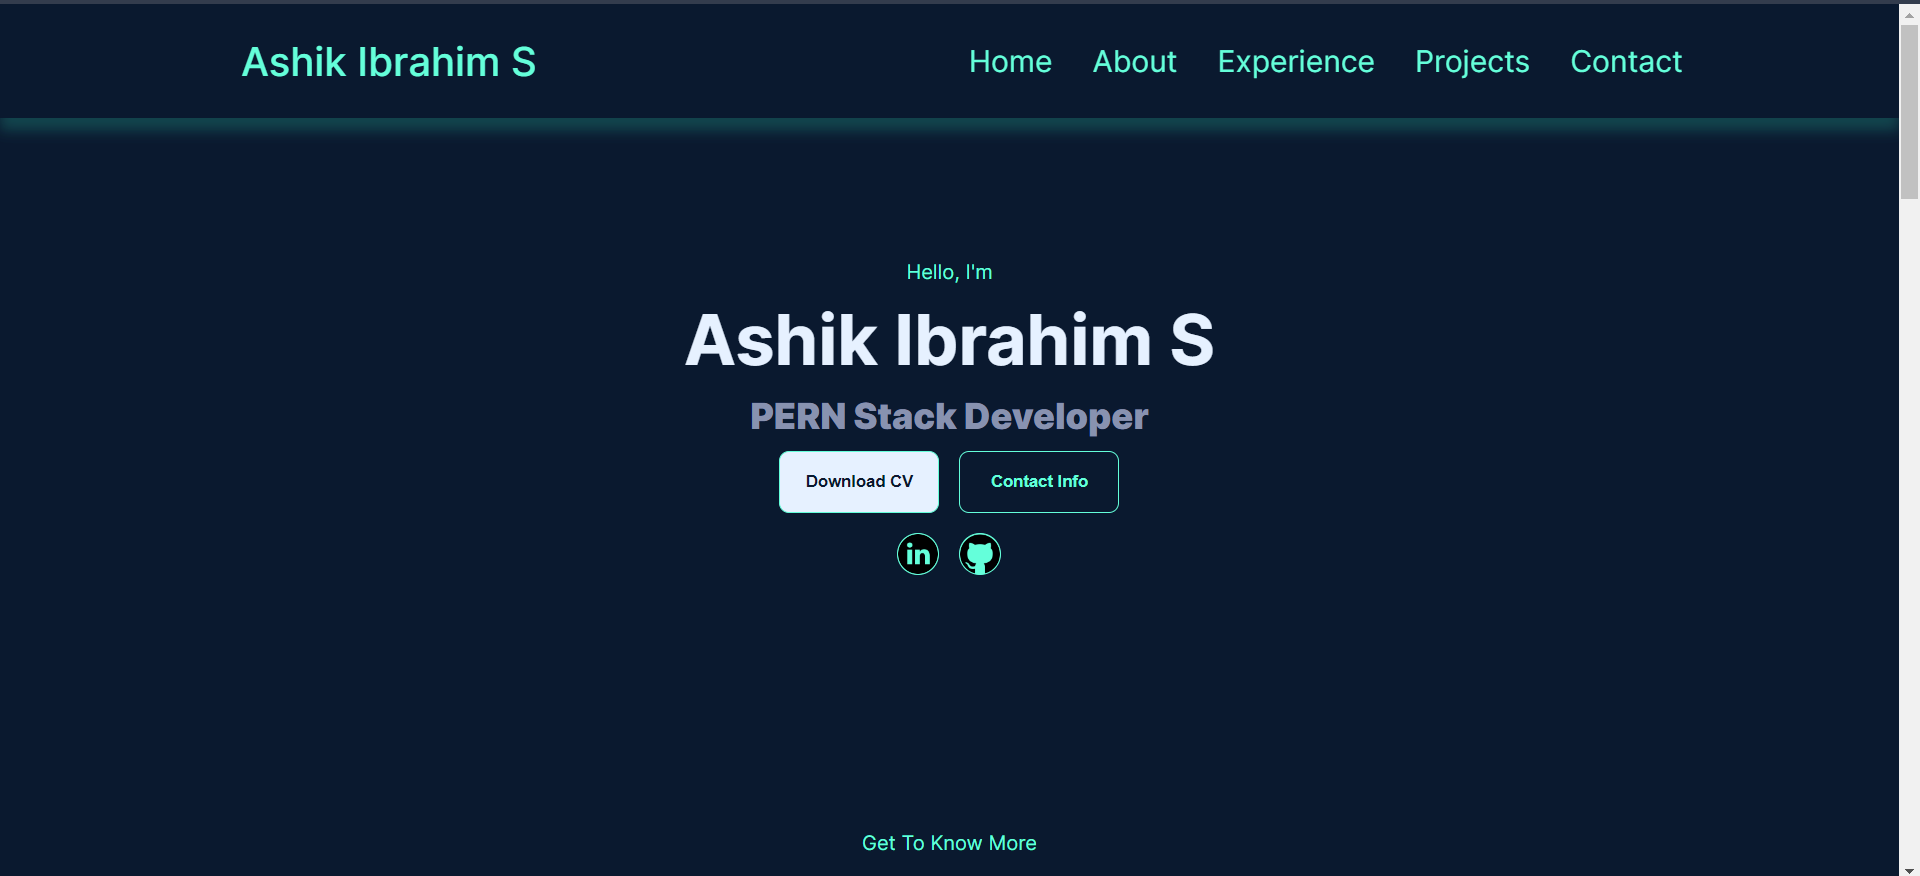 Ashik Ibrahim S
Home About Experience Projects Contact
Hello, I'm
Ashik Ibrahim S
PERN Stack Developer
Download CV
Contact Info
in
Get To Know More